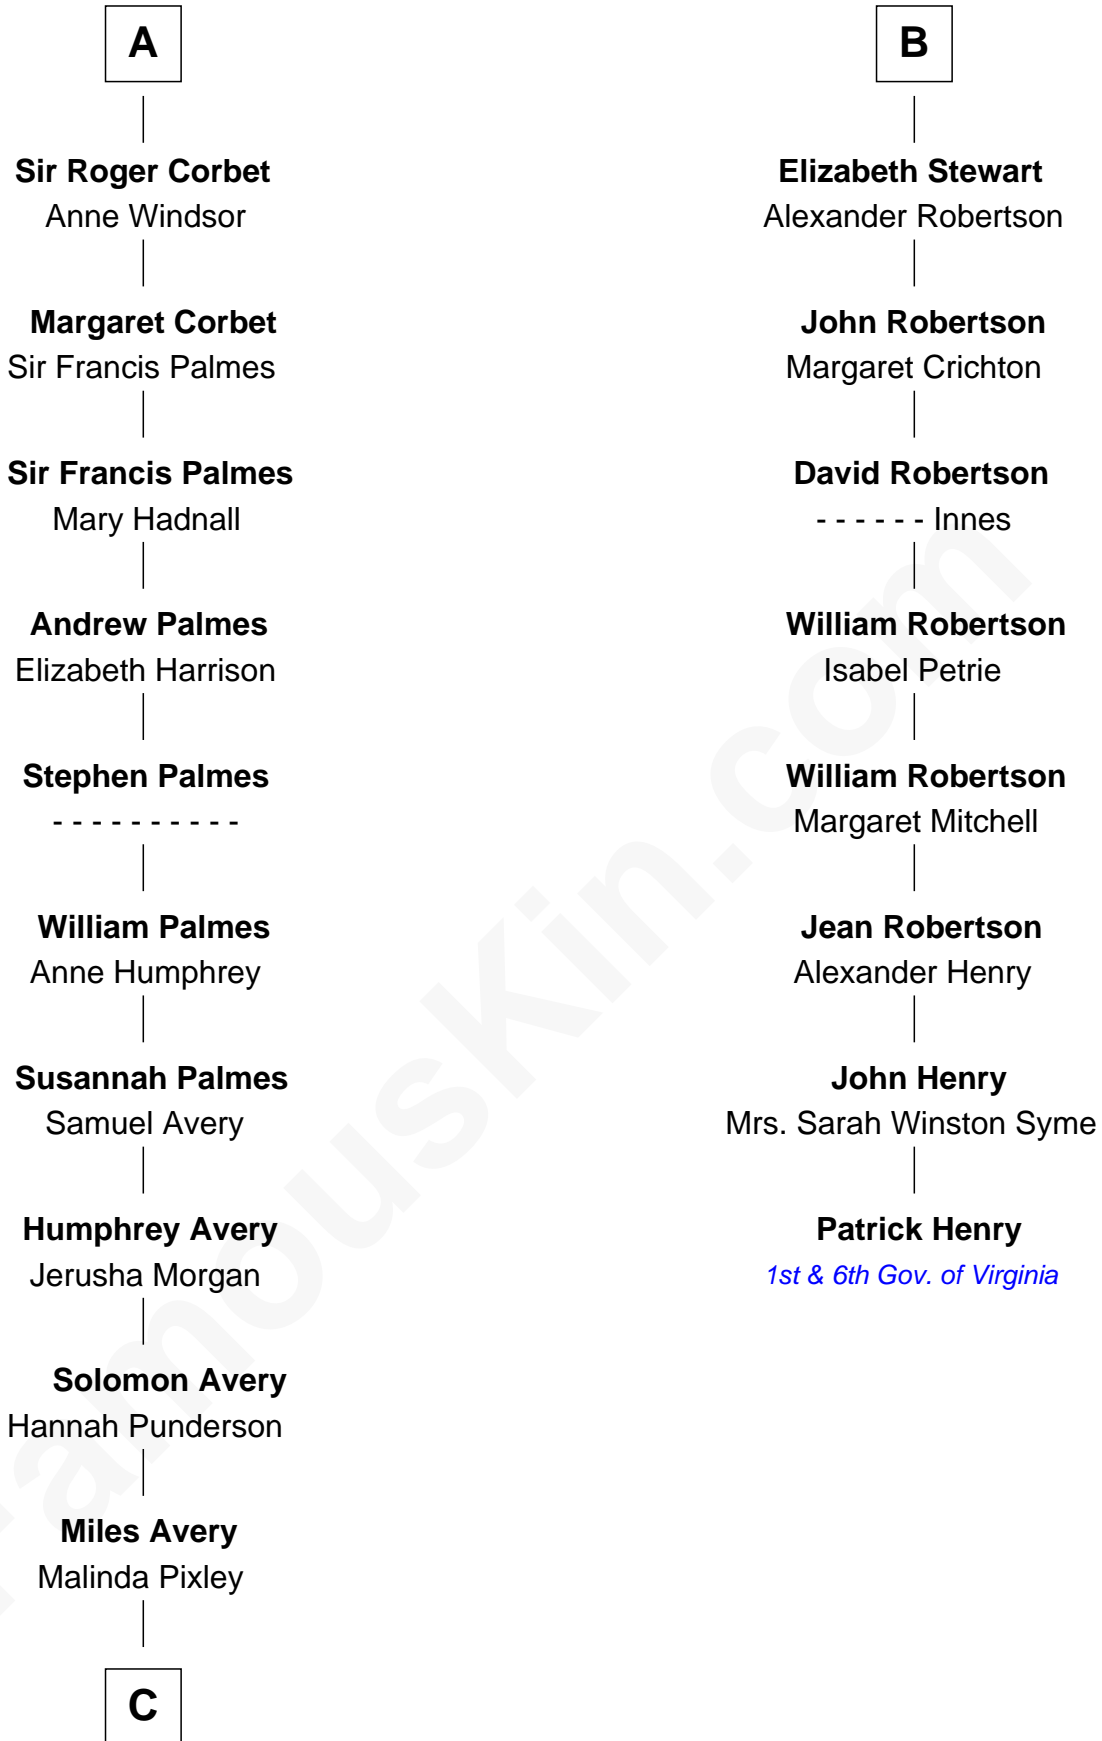 A
Sir Roger Corbet
Anne Windsor
Margaret Corbet
Sir Francis Palmes
Sir Francis Palmes
Mary Hadnall
Andrew Palmes
Elizabeth Harrison
Stephen Palmes
- - - - - - - - - -
William Palmes
Anne Humphrey
Susannah Palmes
Samuel Avery
Humphrey Avery
Jerusha Morgan
Solomon Avery
Hannah Punderson
Miles Avery
Malinda Pixley
C
B
Elizabeth Stewart
Alexander Robertson
John Robertson
Margaret Crichton
David Robertson
- - - - - - Innes
William Robertson
Isabel Petrie
William Robertson
Margaret Mitchell
Jean Robertson
Alexander Henry
John Henry
Mrs. Sarah Winston Syme
Patrick Henry
1st & 6th Gov. of Virginia
FamousKin.com